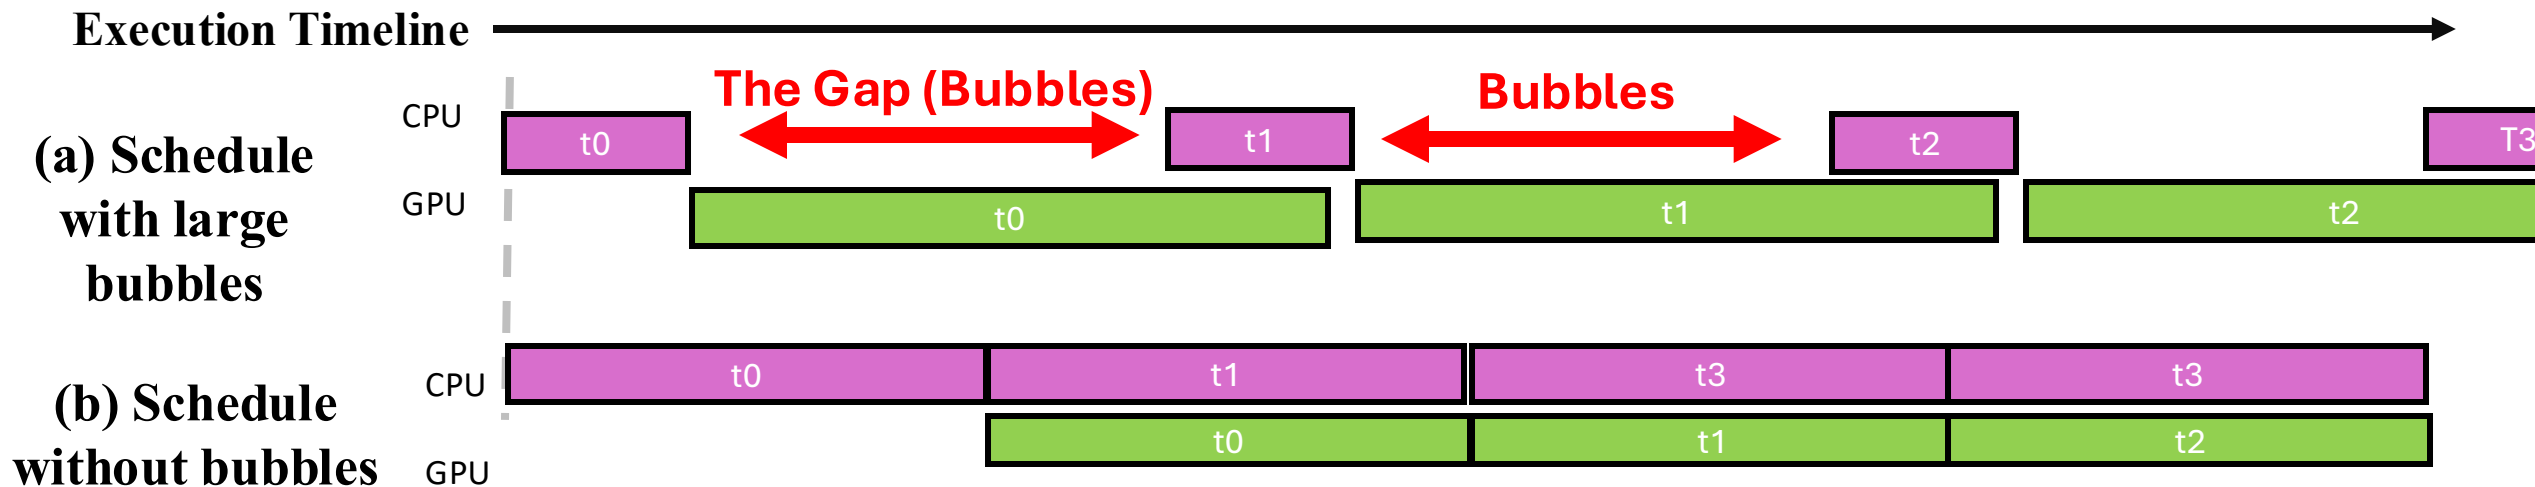 Execution Timeline
The Gap (Bubbles)
Bubbles
CPU
t0
t1
t2
T3
(a) Schedule
with large
bubbles
GPU
t0
t1
t2
CPU
t0
t1
t3
t3
(b) Schedule
without bubbles
GPU
t0
t1
t2